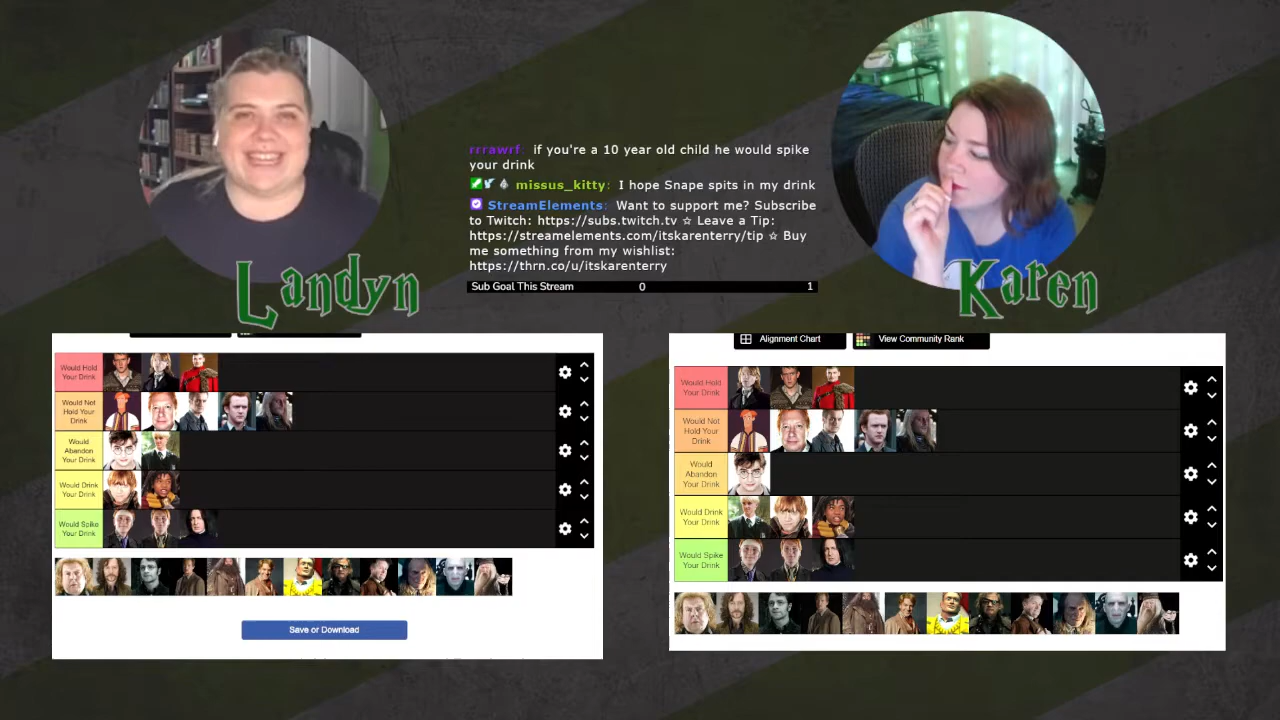 rrrawrf: if you're a 10 year old child he would spike
your drink
missus_kitty: I hope Snape spits in my drink
StreamElements: Want to support me? Subscribe
to Twitch: https://subs.twitch.tv ☆ Leave a Tip:
https://streamelements.com/itskarenterry/tip ☆ Buy
me something from my wishlist:
https://thrn.co/u/itskarenterry
Sub Goal This Stream 0 1
Landyn
Karen
Would Hold
Your Drink
Would Not
Hold Your
Drink
Would
Abandon
Your Drink
Would Drink
Your Drink
Would Spike
Your Drink
Save or Download
Alignment Chart
View Community Rank
Would Hold
Your Drink
Would Not
Hold Your
Drink
Would
Abandon
Your Drink
Would Drink
Your Drink
Would Spike
Your Drink